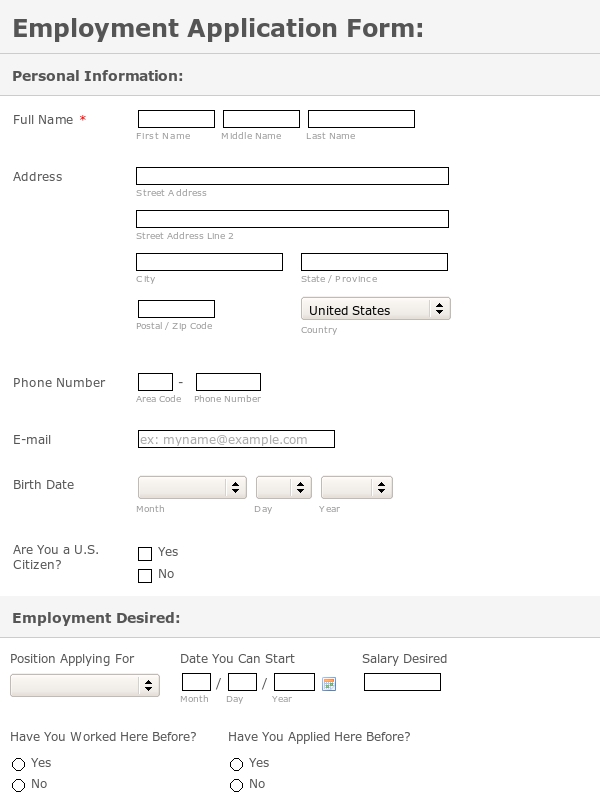 Employment Application Form:
Personal Information:
Full Name *
First Name Middle Name Last Name
Address
Street Address
Street Address Line 2
City State / Province
United States
Postal / Zip Code Country
Phone Number -
Area Code Phone Number
E-mail ex: myname@example.com
Birth Date
Month Day Year
Are You a U.S. Citizen?
Yes
No
Employment Desired:
Position Applying For Date You Can Start Salary Desired
/ /
Month Day Year
Have You Worked Here Before? Have You Applied Here Before?
Yes Yes
No No